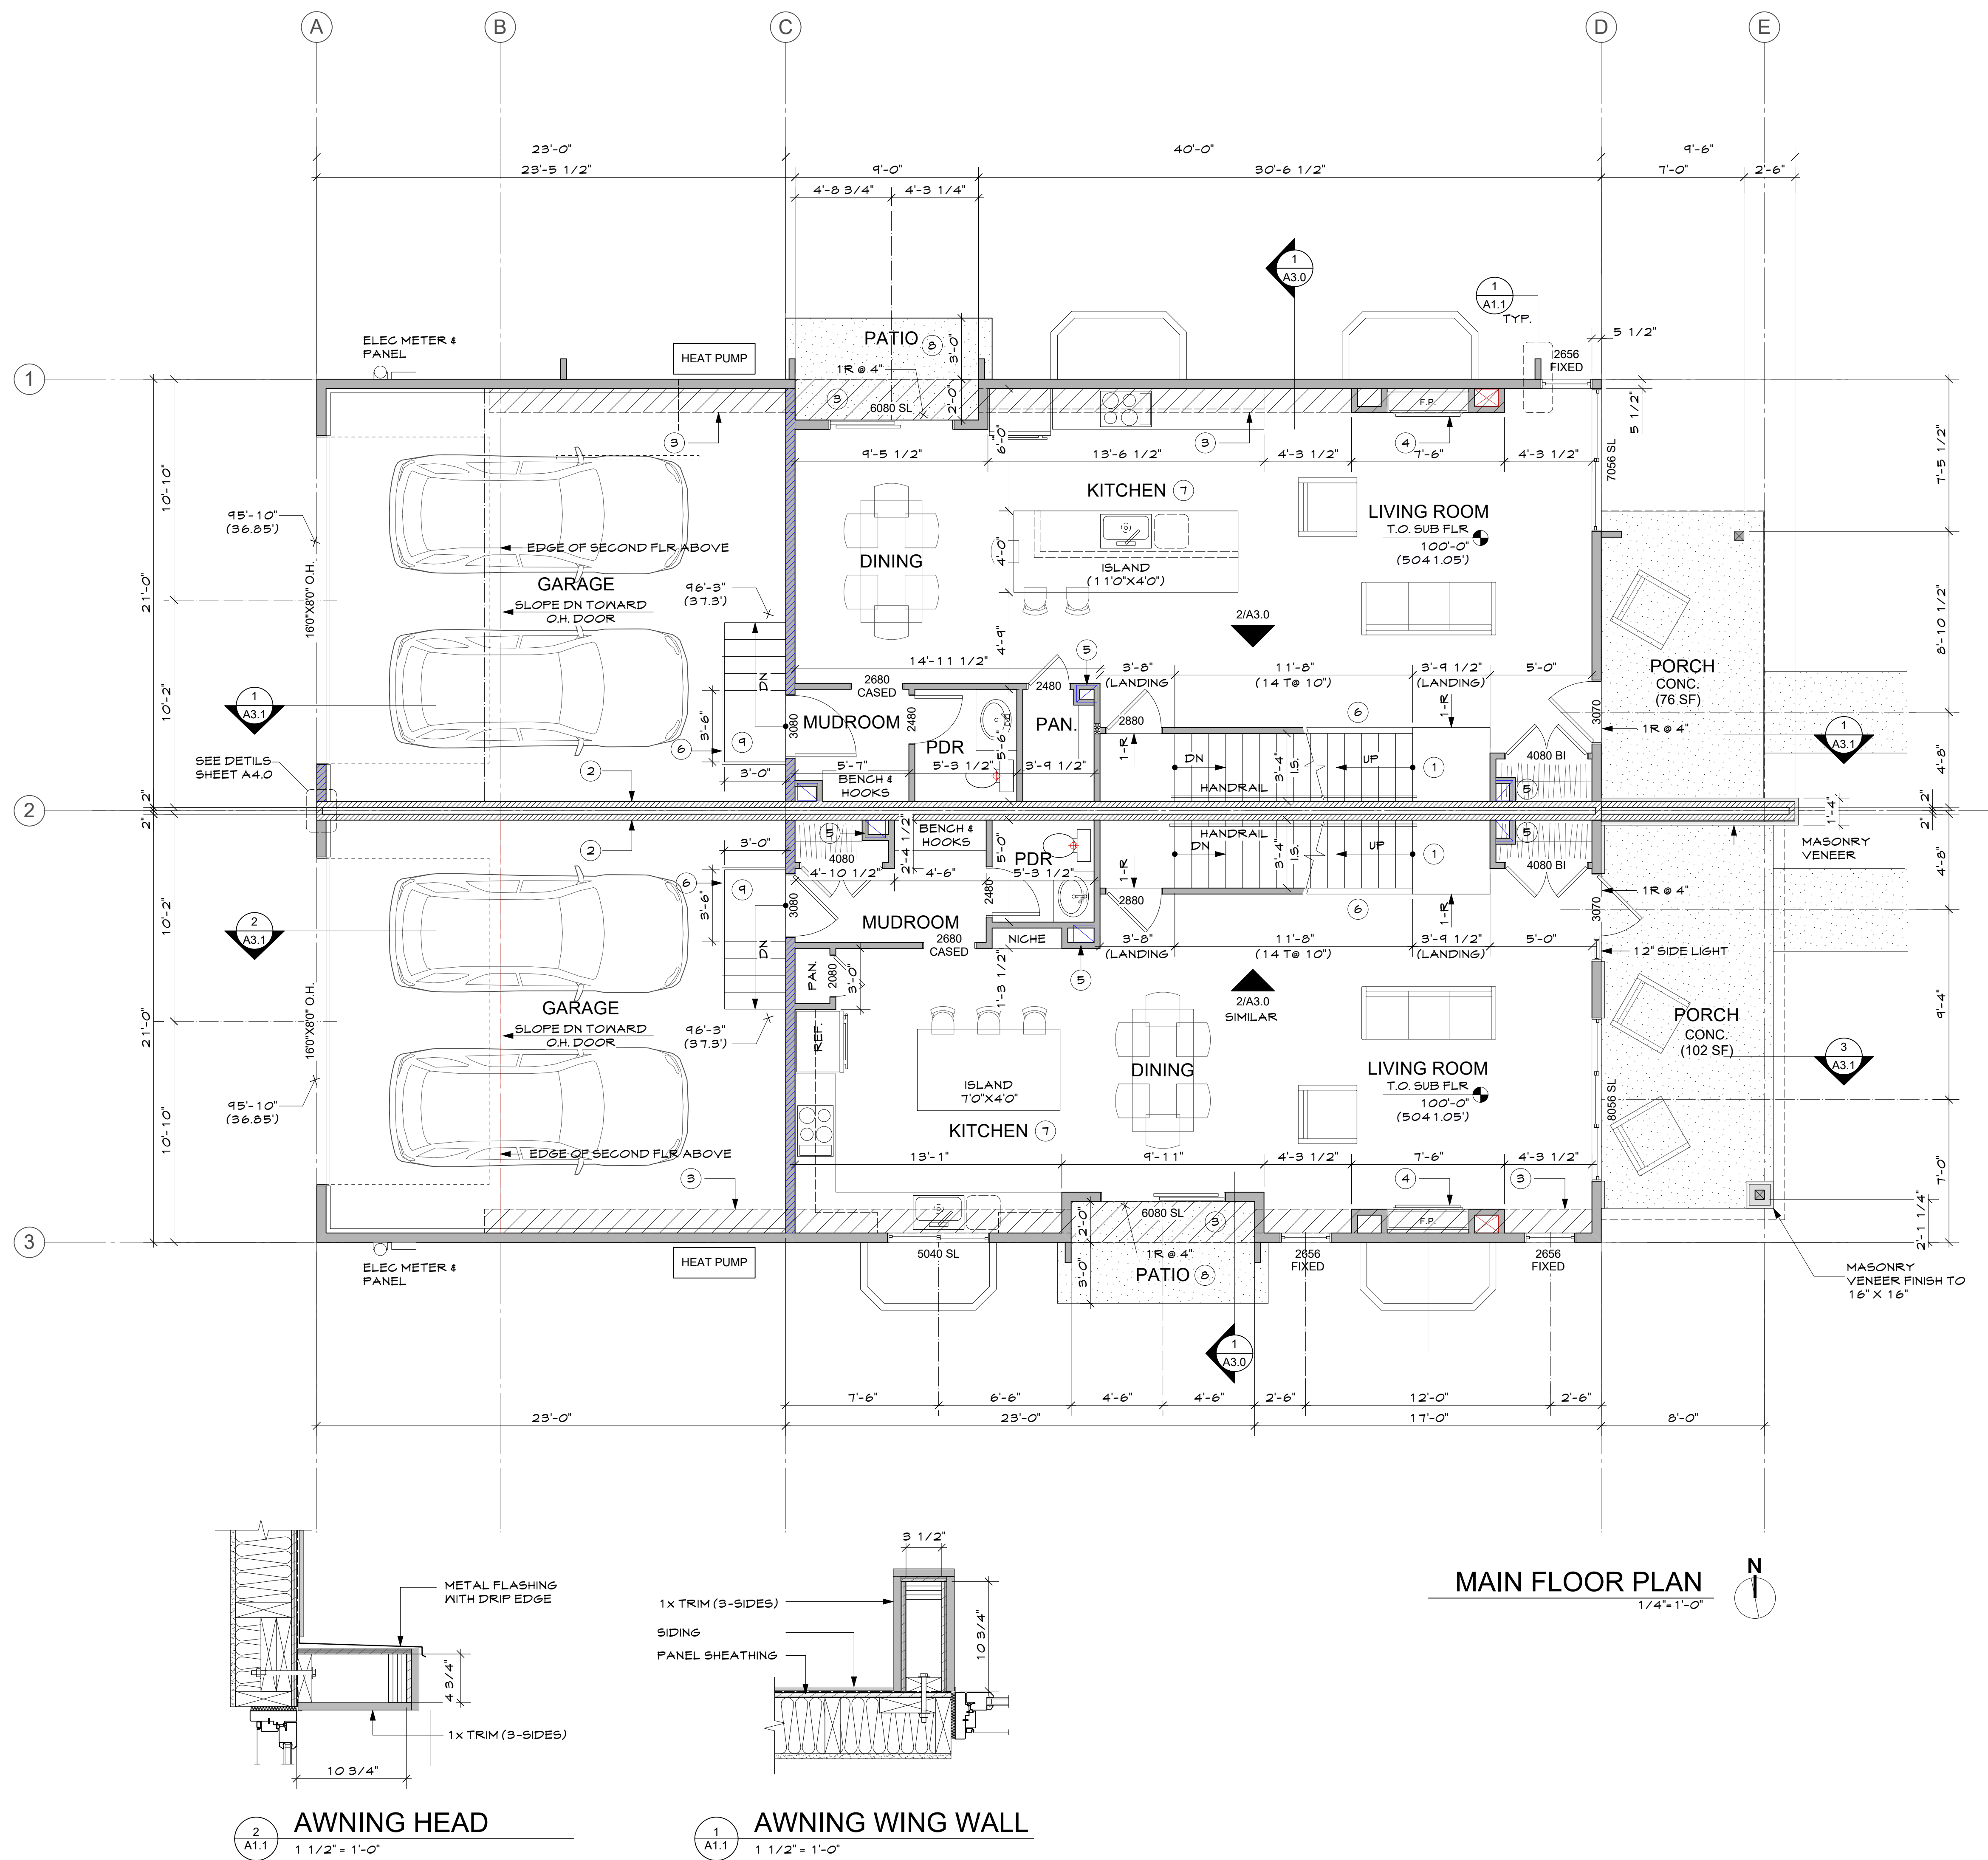 A
B
C
D
E
23'-0"
40'-0"
9'-6"
23'-5 1/2"
9'-0"
30'-6 1/2"
7'-0"
2'-6"
4'-8 3/4"
4'-3 1/4"
1
A3.0
1
A1.1
TYP.
5 1/2"
ELEC METER &
PANEL
HEAT PUMP
PATIO 8
3'-0"
1R @ 4"
2656
FIXED
1
3
6080 SL
2'-0"
F.P.
5 1/2"
3
6'-0"
3
4
7056 SL
7'-5 1/2"
9'-5 1/2"
13'-6 1/2"
4'-3 1/2"
7'-6"
4'-3 1/2"
10'-10"
KITCHEN 7
LIVING ROOM
T.O. SUB FLR
100'-0"
(5041.05')
95'-10"
(36.85')
EDGE OF SECOND FLR ABOVE
4'-0"
DINING
ISLAND
(11'0"X4'0")
GARAGE
96'-3"
(37.3')
SLOPE DN TOWARD
O.H. DOOR
21'-0"
16'0"X8'0" O.H.
2/A3.0
8'-10 1/2"
4'-9"
5
14'-11 1/2"
3'-8"
(LANDING
11'-8"
(14 T@ 10")
3'-9 1/2"
(LANDING)
5'-0"
PORCH
CONC.
(76 SF)
2680
CASED
2480
DN
1
A3.1
10'-2"
3'-6"
3080
MUDROOM
2480
PAN.
2880
6
1-R
3070
1R @ 4"
1
A3.1
6
9
PDR
5'-6"
1-R
DN
3'-4"
I.S.
UP
1
4080 BI
4'-8"
SEE DETILS
SHEET A4.0
2
3'-0"
5'-7"
5'-3 1/2"
3'-9 1/2"
BENCH &
HOOKS
HANDRAIL
5
2"
2
2"
2"
2"
1'-4"
2
3'-0"
5
4080
2'-4 1/2"
BENCH &
HOOKS
5'-0"
PDR
HANDRAIL
DN
3'-4"
I.S.
UP
1
5
4080 BI
MASONRY
VENEER
4'-8"
6
9
3'-6"
4'-10 1/2"
4'-6"
5'-3 1/2"
1-R
1-R
3080
2480
2880
6
3070
1R @ 4"
2
A3.1
10'-2"
MUDROOM
NICHE
DN
2680
CASED
3'-8"
(LANDING
11'-8"
(14 T@ 10")
3'-9 1/2"
(LANDING)
5'-0"
12" SIDE LIGHT
PAN.
2080
3'-0"
1'-3 1/2"
5
2/A3.0
SIMILAR
9'-4"
GARAGE
96'-3"
(37.3')
SLOPE DN TOWARD
O.H. DOOR
REF.
PORCH
CONC.
(102 SF)
3
A3.1
21'-0"
16'0"X8'0" O.H.
ISLAND
7'0"X4'0"
DINING
LIVING ROOM
T.O. SUB FLR
100'-0"
(5041.05')
95'-10"
(36.85')
KITCHEN 7
8056 SL
10'-10"
EDGE OF SECOND FLR ABOVE
13'-1"
9'-11"
4'-3 1/2"
7'-6"
4'-3 1/2"
7'-0"
3
4
3
6080 SL
3
2'-0"
F.P.
2'-1 1/4"
3
ELEC METER &
PANEL
HEAT PUMP
5040 SL
1R @ 4"
3'-0"
PATIO 8
2656
FIXED
2656
FIXED
MASONRY
VENEER FINISH TO
16" X 16"
1
A3.0
7'-6"
6'-6"
4'-6"
4'-6"
2'-6"
12'-0"
2'-6"
23'-0"
23'-0"
17'-0"
8'-0"
METAL FLASHING
WITH DRIP EDGE
4 3/4"
1x TRIM (3-SIDES)
10 3/4"
2
A1.1
AWNING HEAD
1 1/2" = 1'-0"
3 1/2"
1x TRIM (3-SIDES)
SIDING
PANEL SHEATHING
10 3/4"
1
A1.1
AWNING WING WALL
1 1/2" = 1'-0"
MAIN FLOOR PLAN
1/4"=1'-0"
N